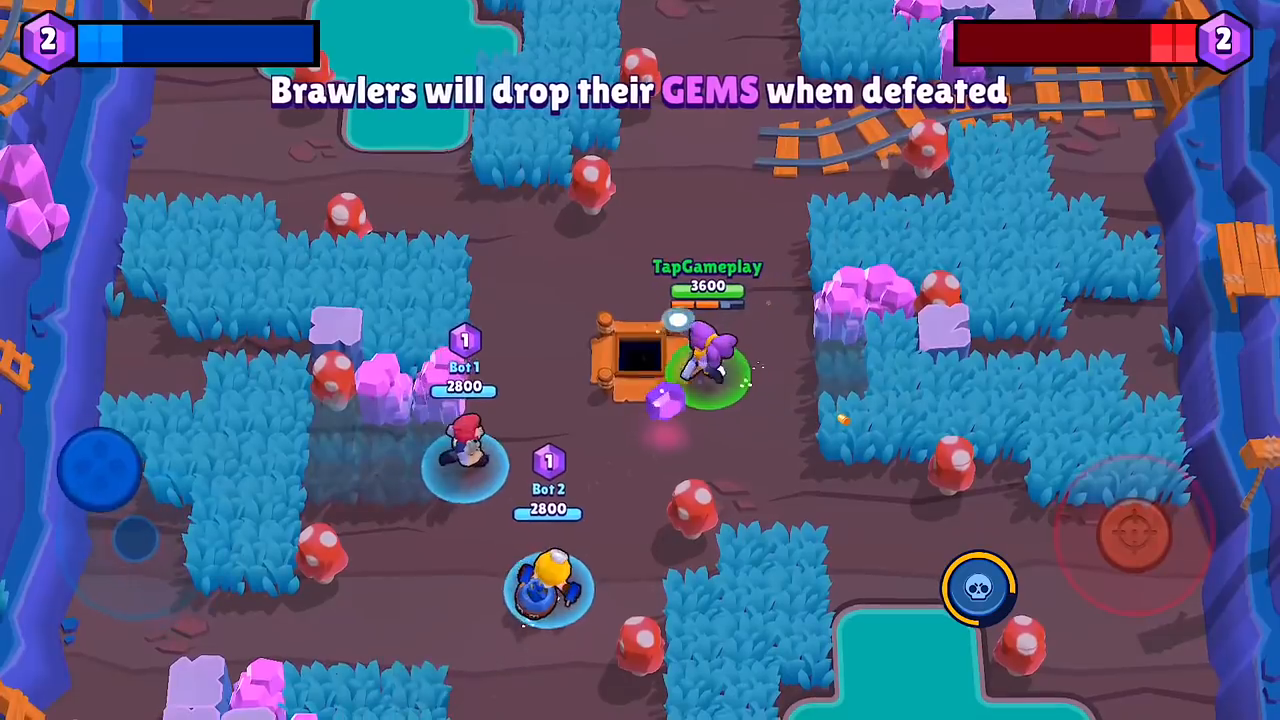 2
2
Brawlers will drop their GEMS when defeated
TapGameplay
3600
1
Bot 1
2800
1
Bot 2
2800